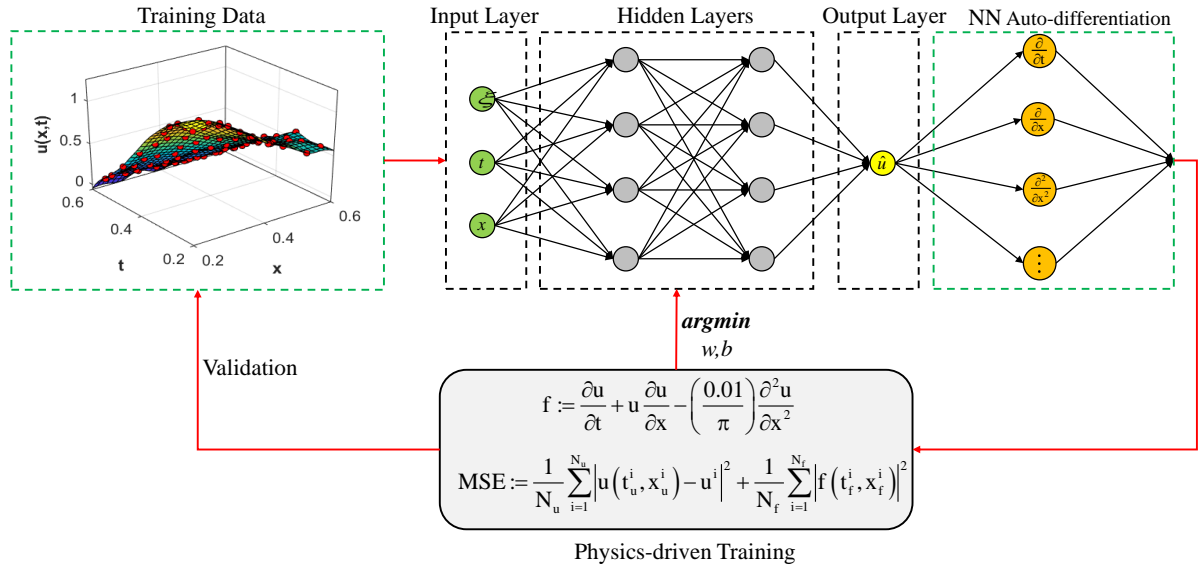 Training Data
Input Layer
Hidden Layers
Output Layer
NN Auto-differentiation
u(x,t)
1
0.5
0
0.6
0.4
0.2
t
0.2
0.4
0.6
x
ξ
t
x
û
∂/∂t
∂/∂x
∂²/∂x²
⋮
argmin
w,b
Validation
f := ∂u/∂t + u ∂u/∂x − (0.01/π) ∂²u/∂x²
MSE := 1/N_u ∑_{i=1}^{N_u} |u(t_u^i, x_u^i) − u^i|² + 1/N_f ∑_{i=1}^{N_f} |f(t_f^i, x_f^i)|²
Physics-driven Training